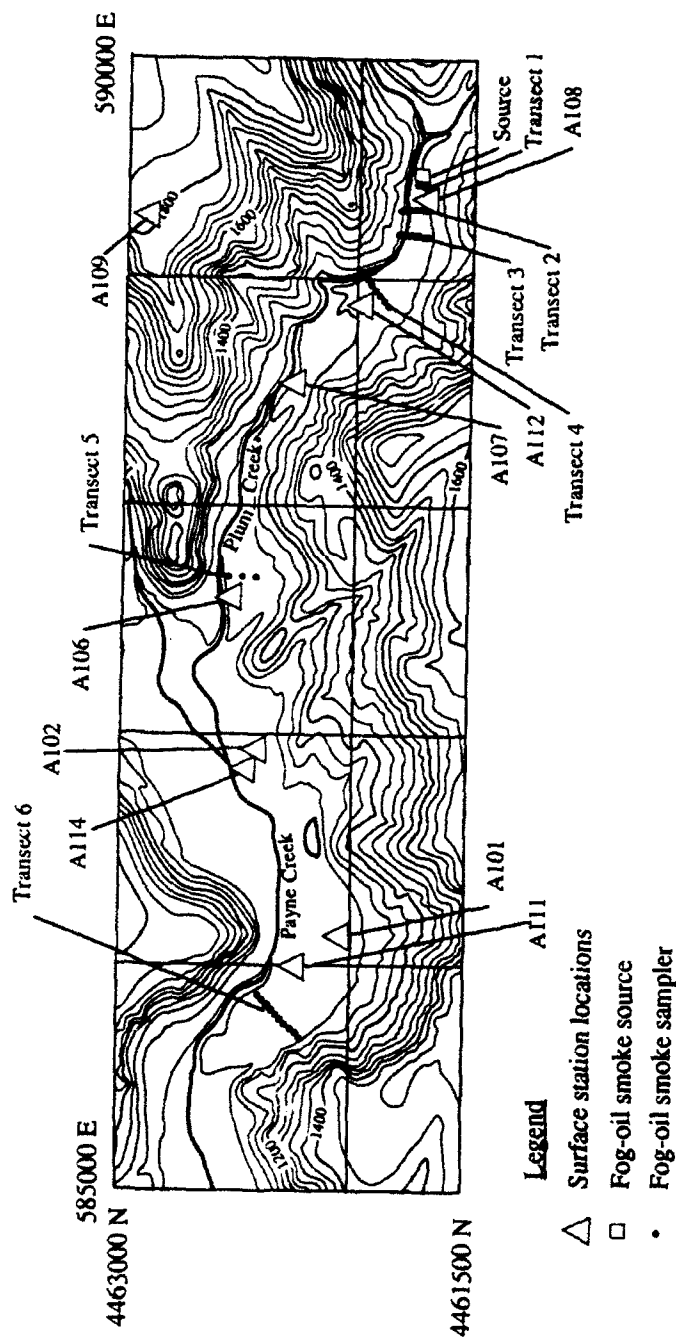 585000 E
590000 E
4463000 N
4461500 N
Transect 6
A114
A102
A106
Transect 5
A109
1800
1600
1400
Plum Creek
Payne Creek
1400
1600
1200
1400
A111
A101
A107
A112
Transect 4
Transect 3
Transect 2
Source
Transect 1
A108
Legend
Surface station locations
Fog-oil smoke source
Fog-oil smoke sampler